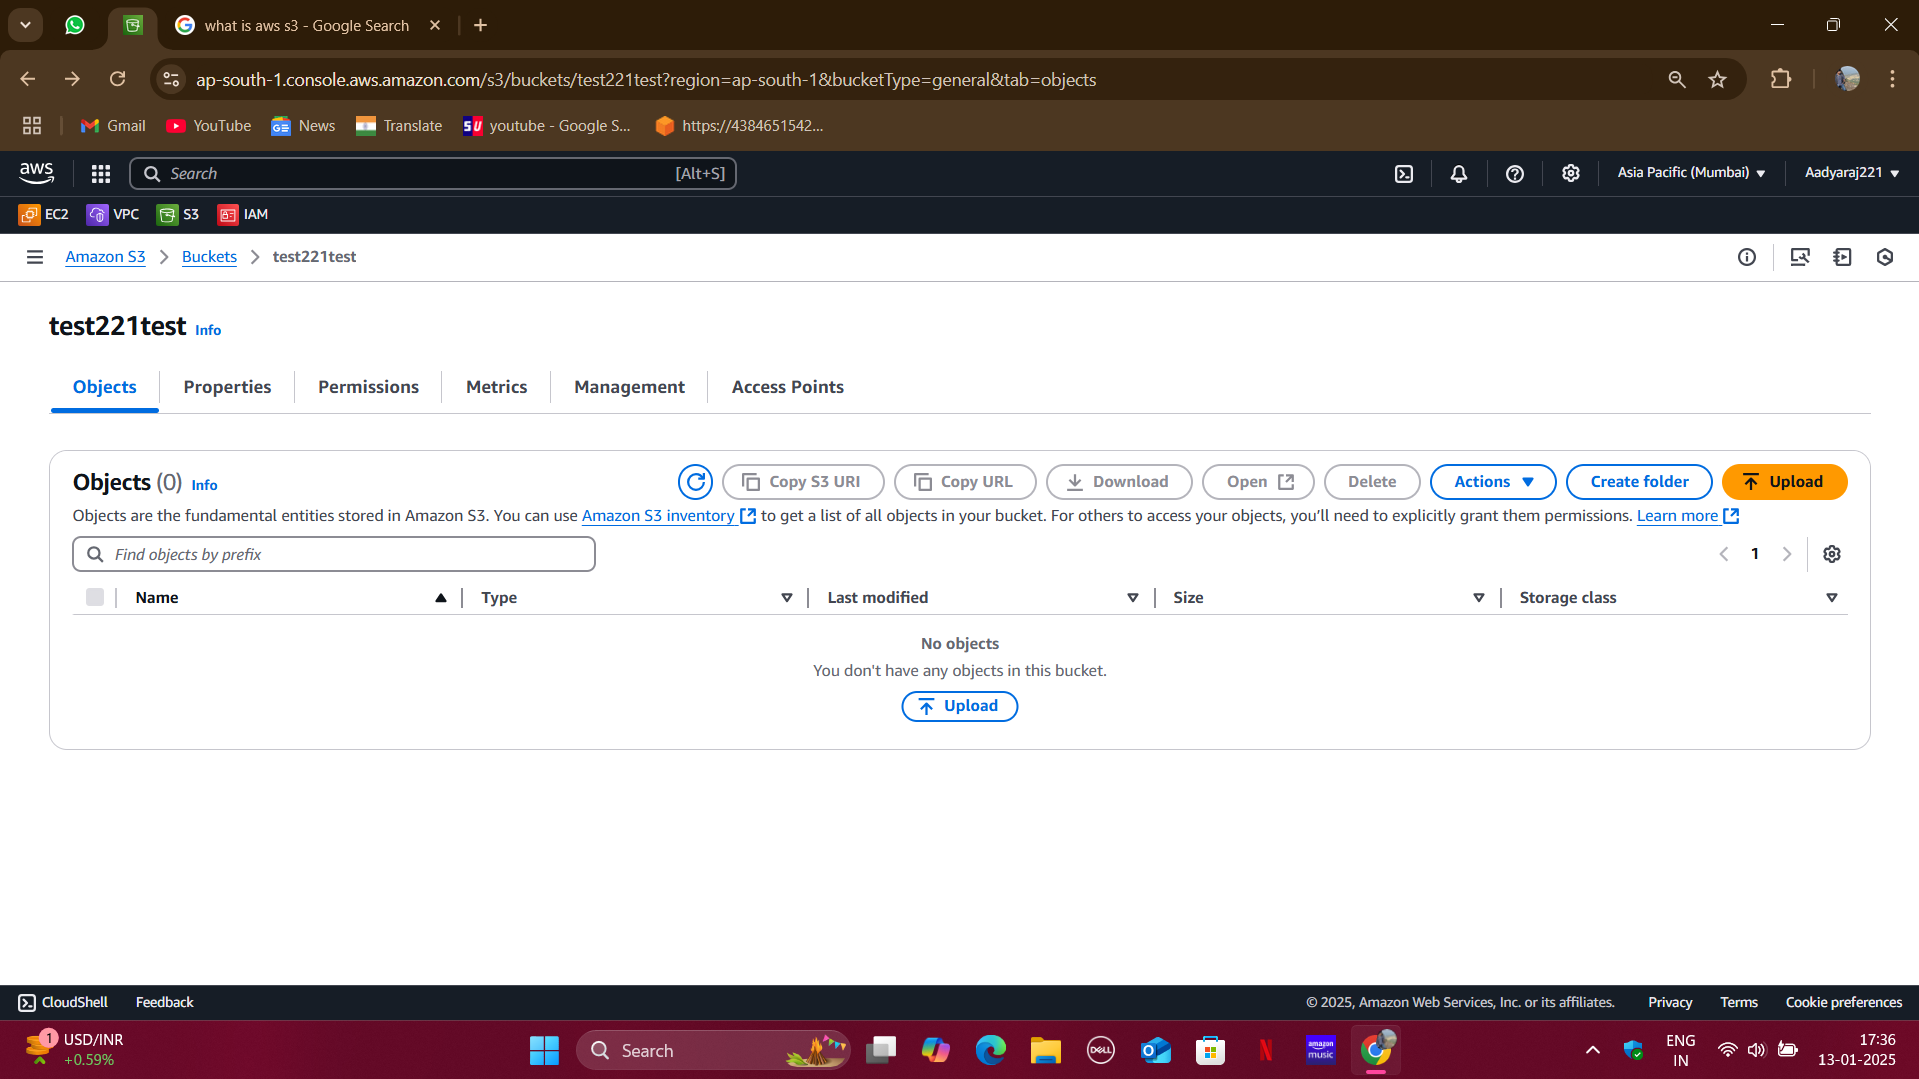 what is aws s3 - Google Search
ap-south-1.console.aws.amazon.com/s3/buckets/test221test?region=ap-south-1&bucketType=general&tab=objects
Gmail YouTube News Translate SU youtube - Google S... https://4384651542...
aws Search [Alt+S] Asia Pacific (Mumbai) Aadyaraj221
EC2 VPC S3 IAM
Amazon S3 Buckets test221test
test221test Info
Objects Properties Permissions Metrics Management Access Points
Objects (0) Info Copy S3 URI Copy URL Download Open Delete Actions Create folder Upload
Objects are the fundamental entities stored in Amazon S3. You can use Amazon S3 inventory to get a list of all objects in your bucket. For others to access your objects, you’ll need to explicitly grant them permissions. Learn more
Find objects by prefix 1
Name Type Last modified Size Storage class
No objects
You don't have any objects in this bucket.
Upload
CloudShell Feedback © 2025, Amazon Web Services, Inc. or its affiliates. Privacy Terms Cookie preferences
1 USD/INR
+0.59%
Search
DELL
amazon music
ENG
IN
17:36
13-01-2025